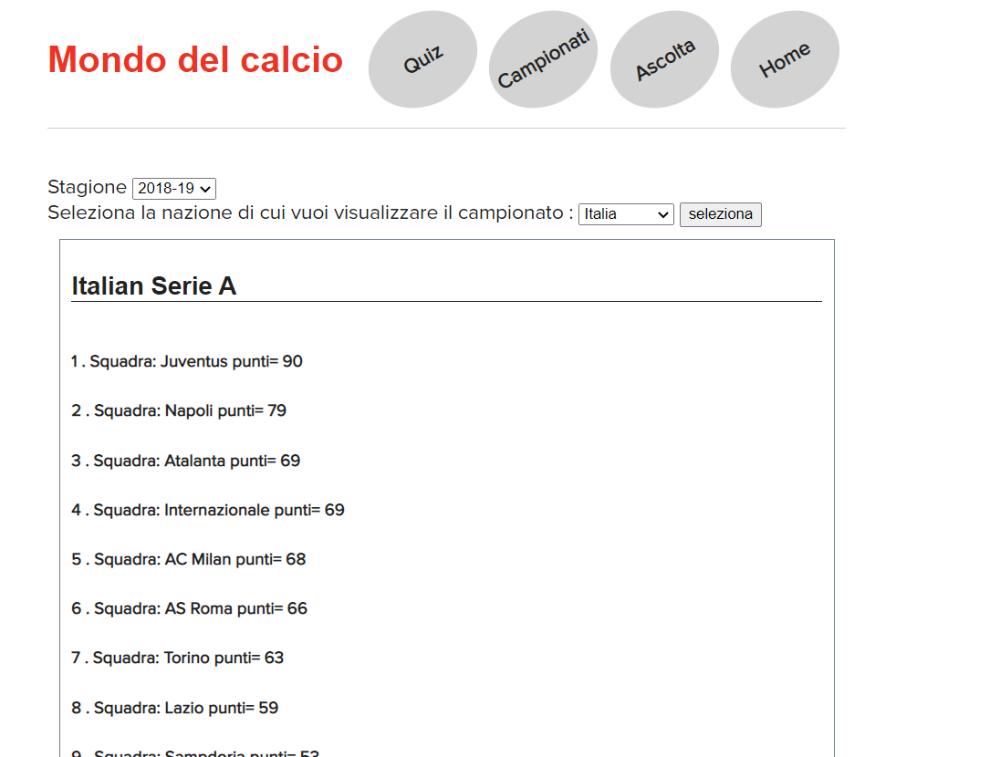 Mondo del calcio
Quiz
Campionati
Ascolta
Home
Stagione 2018-19
Seleziona la nazione di cui vuoi visualizzare il campionato : Italia seleziona
Italian Serie A
1 . Squadra: Juventus punti= 90
2 . Squadra: Napoli punti= 79
3 . Squadra: Atalanta punti= 69
4 . Squadra: Internazionale punti= 69
5 . Squadra: AC Milan punti= 68
6 . Squadra: AS Roma punti= 66
7 . Squadra: Torino punti= 63
8 . Squadra: Lazio punti= 59
9 . Squadra: Sampdoria punti= 53